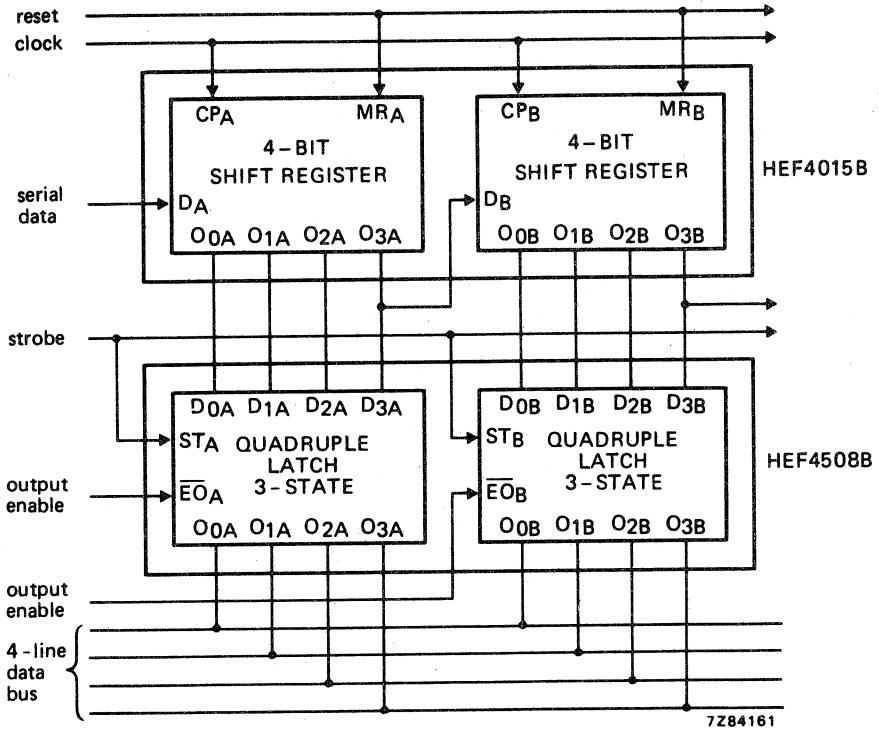 reset
clock
CPA MRA
4-BIT
SHIFT REGISTER
serial
data
DA
O0A O1A O2A O3A
CPB MRB
4-BIT
SHIFT REGISTER
DB
O0B O1B O2B O3B
HEF4015B
strobe
D0A D1A D2A D3A
STA
QUADRUPLE
LATCH
3-STATE
output
enable
E̅O̅A
O0A O1A O2A O3A
D0B D1B D2B D3B
STB
QUADRUPLE
LATCH
3-STATE
E̅O̅B
O0B O1B O2B O3B
HEF4508B
output
enable
4-line
data
bus
7Z84161